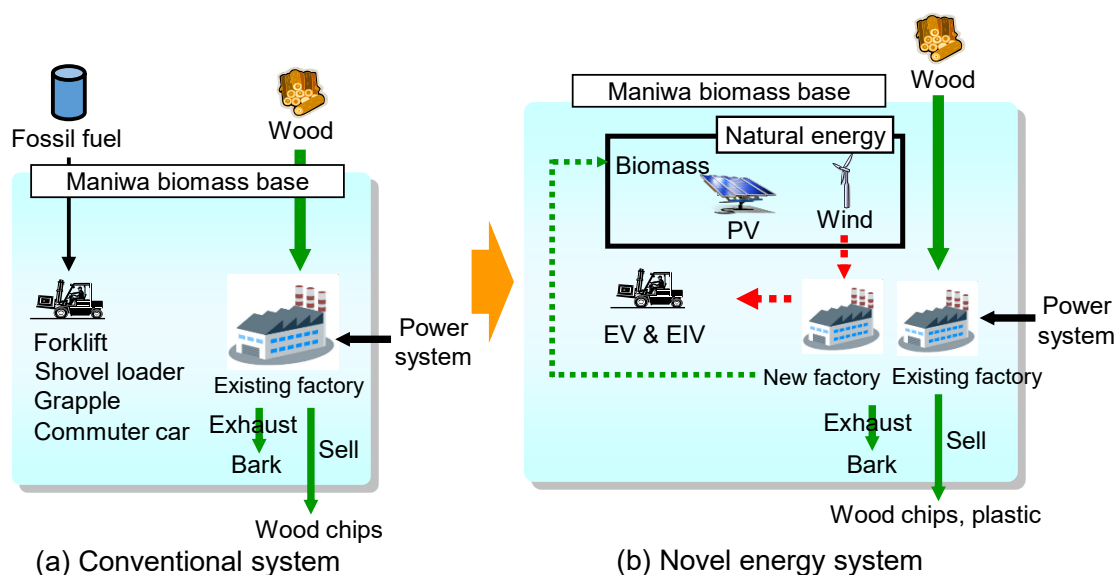 Fossil fuel
Wood
Maniwa biomass base
Forklift
Shovel loader
Grapple
Commuter car
Existing factory
Power
system
Exhaust
Bark
Sell
Wood chips
(a) Conventional system
Wood
Maniwa biomass base
Natural energy
Biomass
PV
Wind
EV & EIV
New factory
Existing factory
Power
system
Exhaust
Bark
Sell
Wood chips, plastic
(b) Novel energy system